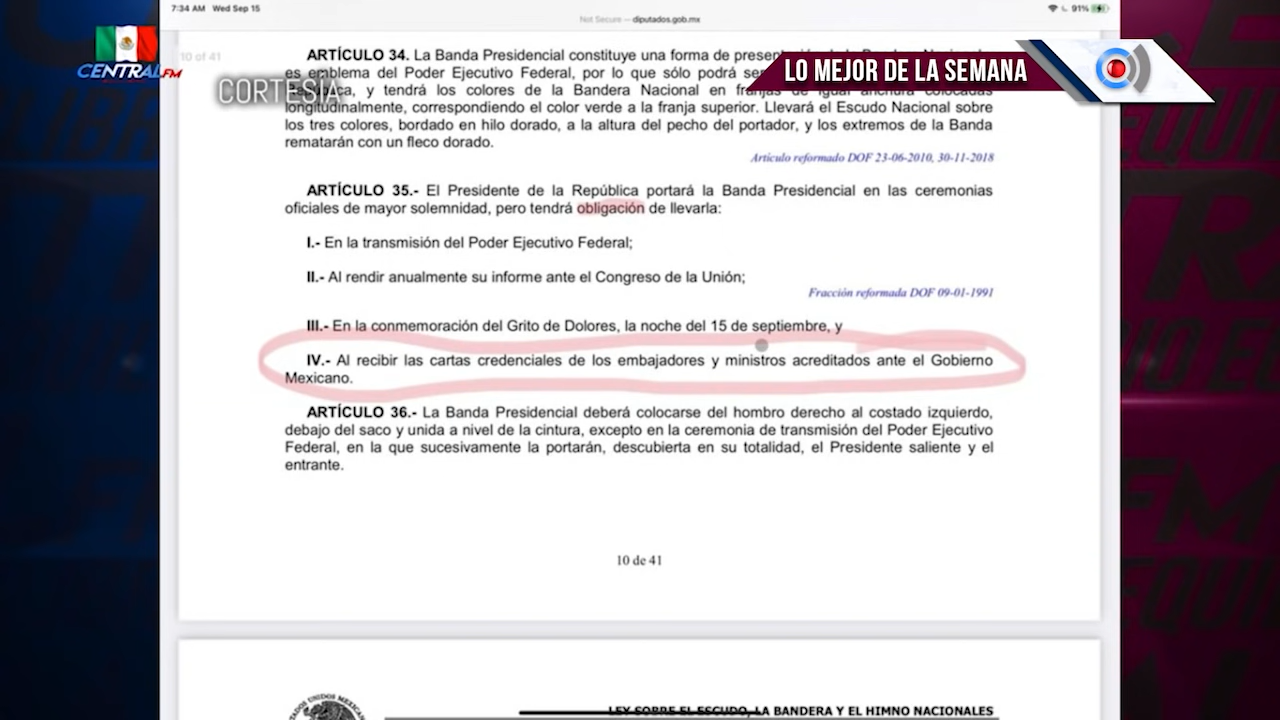 7:34 AM Wed Sep 15
Not Secure — diputados.gob.mx
91%
10 of 41
CENTRAL FM
CORTESÍA
LO MEJOR DE LA SEMANA
ARTÍCULO 34. La Banda Presidencial constituye una forma de
es emblema del Poder Ejecutivo Federal, por lo que sólo podrá
y tendrá los colores de la Bandera Nacional en franjas de igual anchura colocadas
longitudinalmente, correspondiendo el color verde a la franja superior. Llevará el Escudo Nacional sobre
los tres colores, bordado en hilo dorado, a la altura del pecho del portador, y los extremos de la Banda
rematarán con un fleco dorado.
Artículo reformado DOF 23-06-2010, 30-11-2018
ARTÍCULO 35.- El Presidente de la República portará la Banda Presidencial en las ceremonias
oficiales de mayor solemnidad, pero tendrá obligación de llevarla:
I.- En la transmisión del Poder Ejecutivo Federal;
II.- Al rendir anualmente su informe ante el Congreso de la Unión;
Fracción reformada DOF 09-01-1991
III.- En la conmemoración del Grito de Dolores, la noche del 15 de septiembre, y
IV.- Al recibir las cartas credenciales de los embajadores y ministros acreditados ante el Gobierno
Mexicano.
ARTÍCULO 36.- La Banda Presidencial deberá colocarse del hombro derecho al costado izquierdo,
debajo del saco y unida a nivel de la cintura, excepto en la ceremonia de transmisión del Poder Ejecutivo
Federal, en la que sucesivamente la portarán, descubierta en su totalidad, el Presidente saliente y el
entrante.
10 de 41
LEY SOBRE EL ESCUDO, LA BANDERA Y EL HIMNO NACIONALES